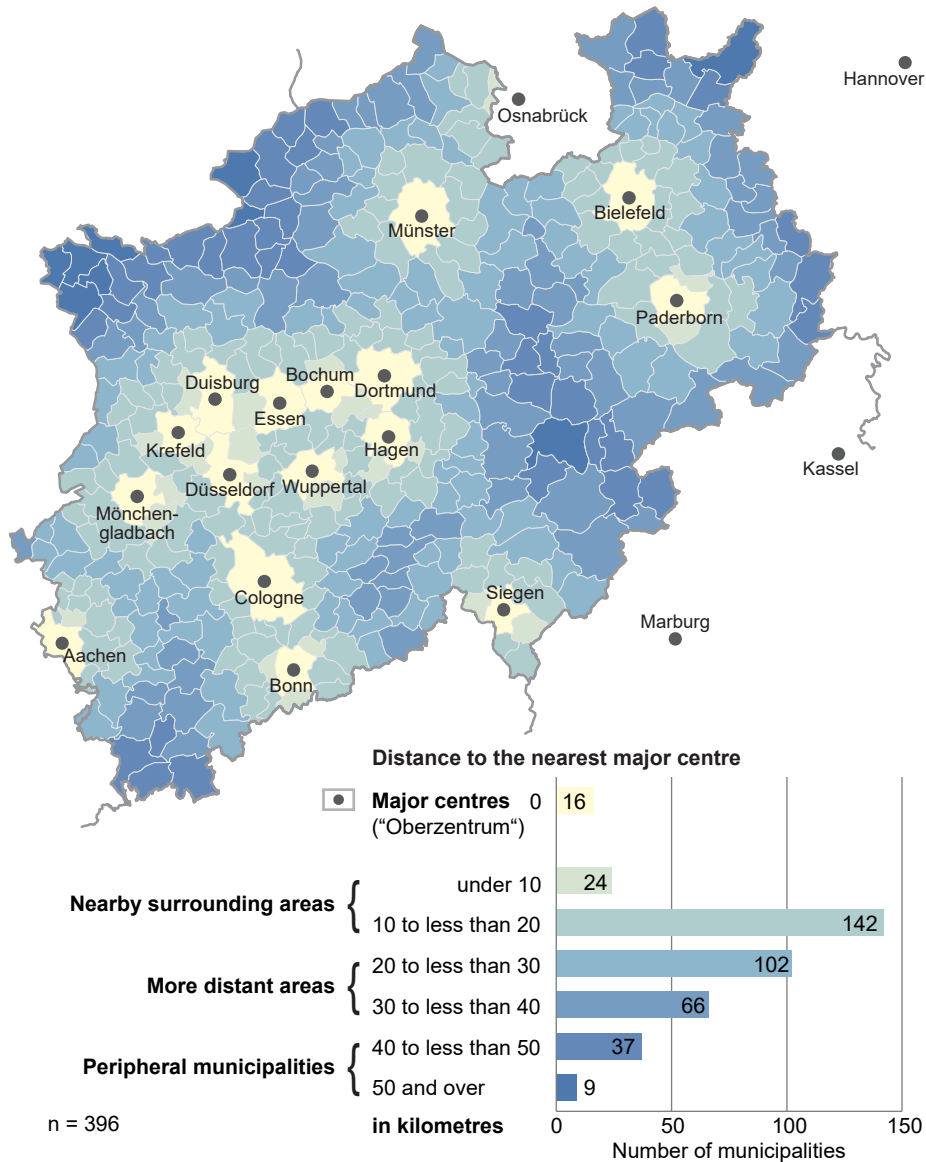 Hannover
Osnabrück
Münster
Bielefeld
Paderborn
Duisburg
Bochum
Dortmund
Essen
Krefeld
Hagen
Kassel
Düsseldorf
Wuppertal
Mönchen-
gladbach
Cologne
Siegen
Marburg
Aachen
Bonn
Distance to the nearest major centre
Major centres 0 16
(“Oberzentrum“)
under 10 24
Nearby surrounding areas {
10 to less than 20 142
20 to less than 30 102
More distant areas {
30 to less than 40 66
40 to less than 50 37
Peripheral municipalities {
50 and over 9
n = 396
in kilometres
0 50 100 150
Number of municipalities